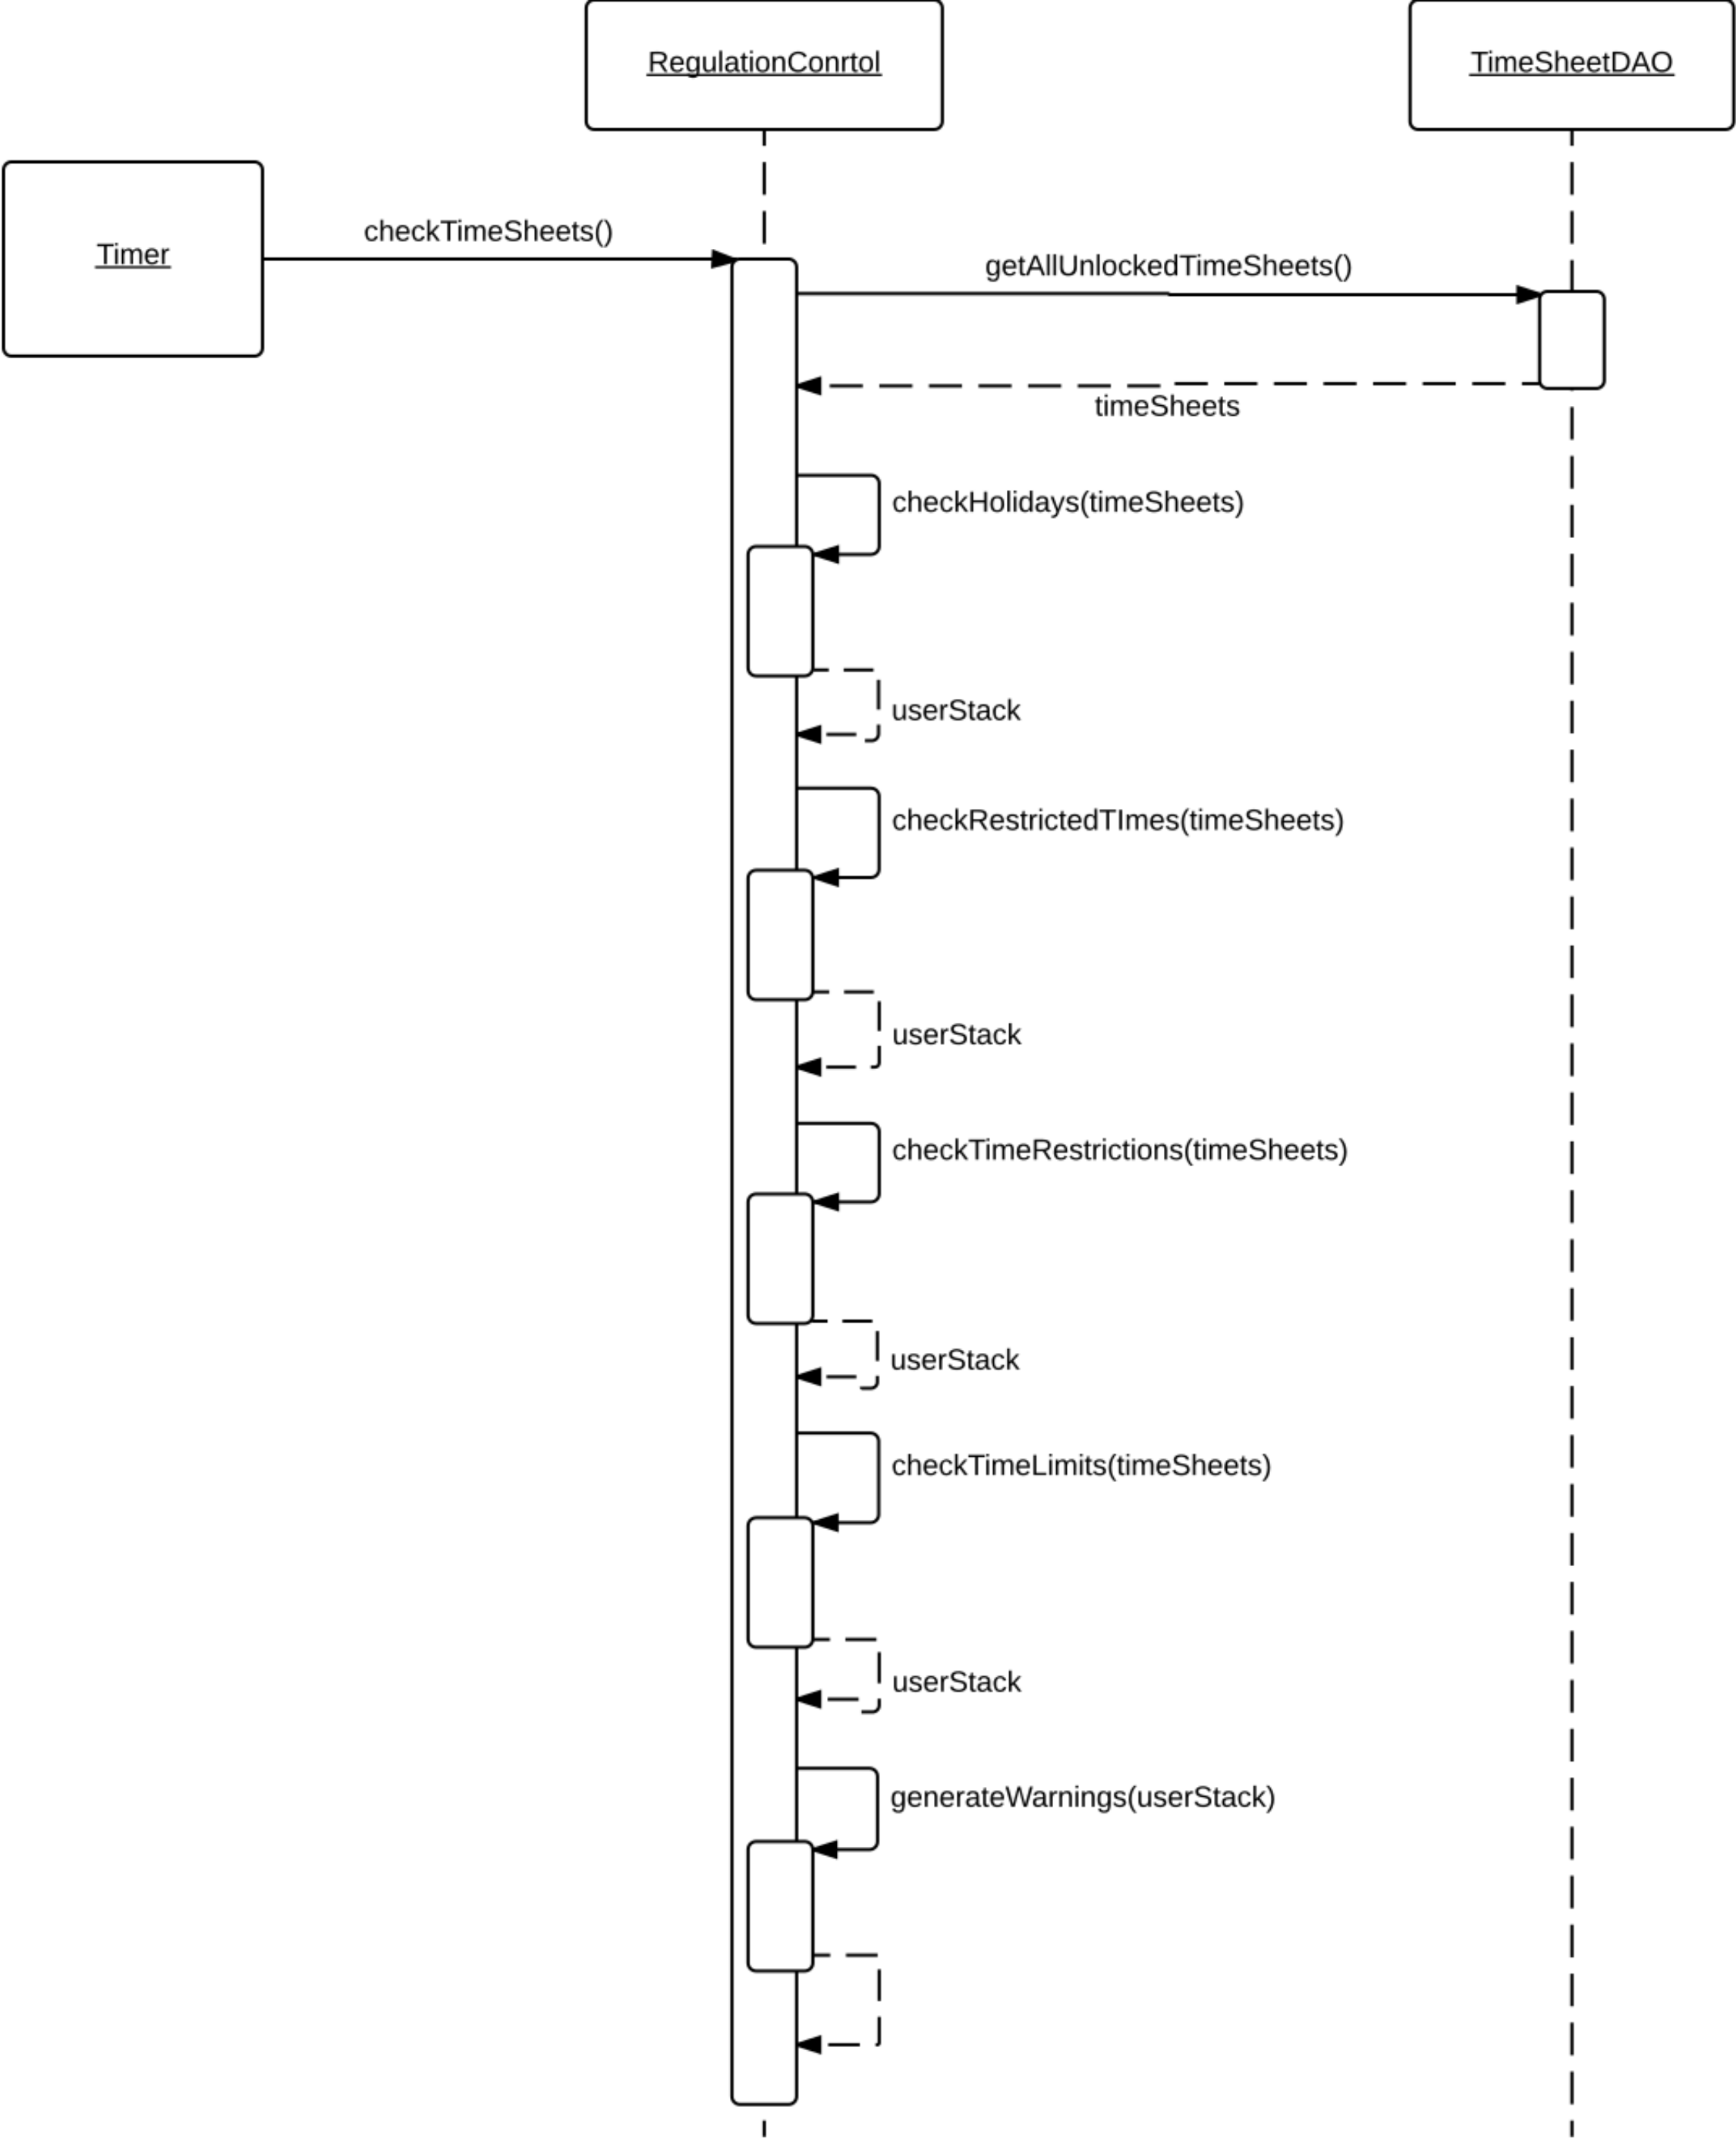 RegulationConrtol
TimeSheetDAO
Timer
checkTimeSheets()
getAllUnlockedTimeSheets()
timeSheets
checkHolidays(timeSheets)
userStack
checkRestrictedTImes(timeSheets)
userStack
checkTimeRestrictions(timeSheets)
userStack
checkTimeLimits(timeSheets)
userStack
generateWarnings(userStack)